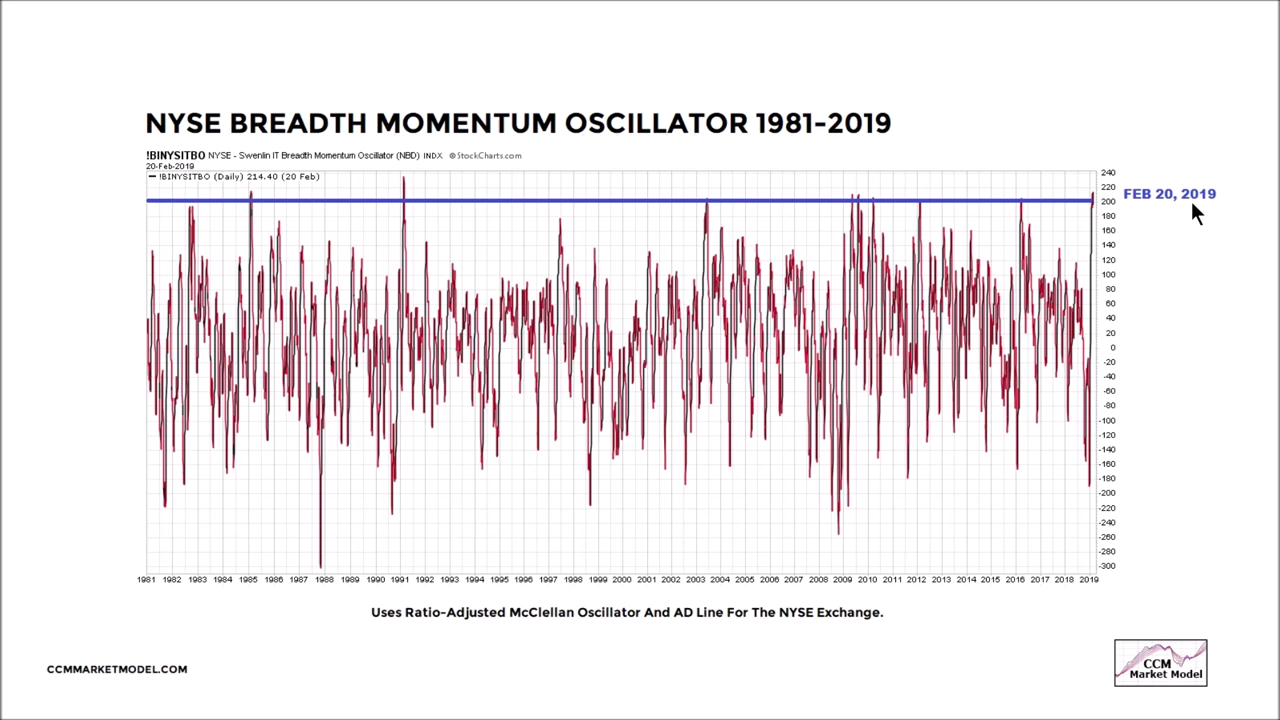 NYSE BREADTH MOMENTUM OSCILLATOR 1981-2019
!BINYSITBO NYSE - Swenlin IT Breadth Momentum Oscillator (NBD) INDX ©StockCharts.com
20-Feb-2019
!BINYSITBO (Daily) 214.40 (20 Feb)
240
220
FEB 20, 2019
200
180
160
140
120
100
80
60
40
20
0
-20
-40
-60
-80
-100
-120
-140
-160
-180
-200
-220
-240
-260
-280
-300
1981 1982 1983 1984 1985 1986 1987 1988 1989 1990 1991 1992 1993 1994 1995 1996 1997 1998 1999 2000 2001 2002 2003 2004 2005 2006 2007 2008 2009 2010 2011 2012 2013 2014 2015 2016 2017 2018 2019
Uses Ratio-Adjusted McClellan Oscillator And AD Line For The NYSE Exchange.
CCMMARKETMODEL.COM
CCM
Market Model